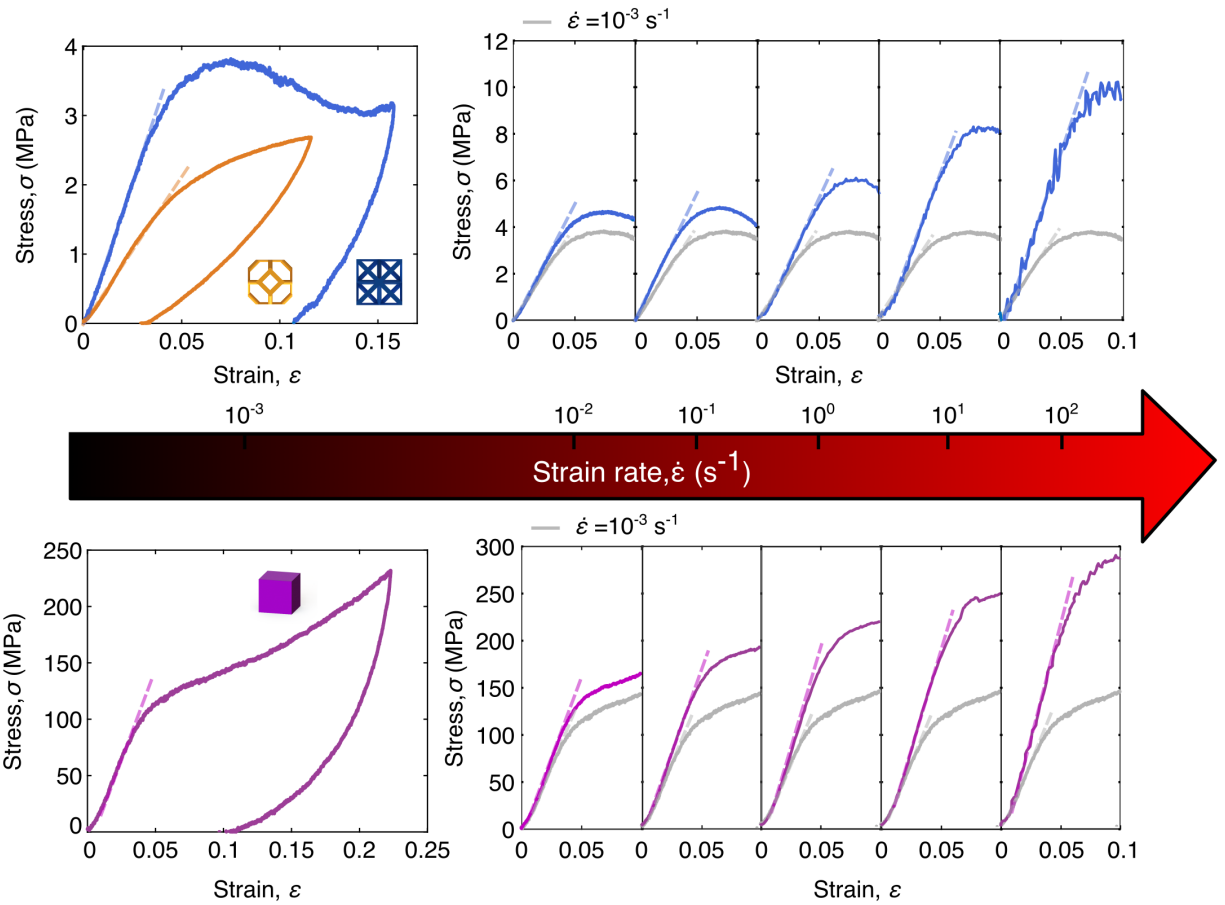 ε̇ =10⁻³ s⁻¹
4
3
2
1
0
Stress, σ (MPa)
0 0.05 0.1 0.15
Strain, ε
12
10
8
6
4
2
0
Stress, σ (MPa)
0 0.05 0 0.05 0 0.05 0 0.05 0 0.05 0.1
Strain, ε Strain, ε
10⁻³ 10⁻² 10⁻¹ 10⁰ 10¹ 10²
Strain rate,ε̇ (s⁻¹)
ε̇ =10⁻³ s⁻¹
250
200
150
100
50
0
Stress, σ (MPa)
0 0.05 0.1 0.15 0.2 0.25
Strain, ε
300
250
200
150
100
50
0
Stress, σ (MPa)
0 0.05 0 0.05 0 0.05 0 0.05 0 0.05 0.1
Strain, ε Strain, ε